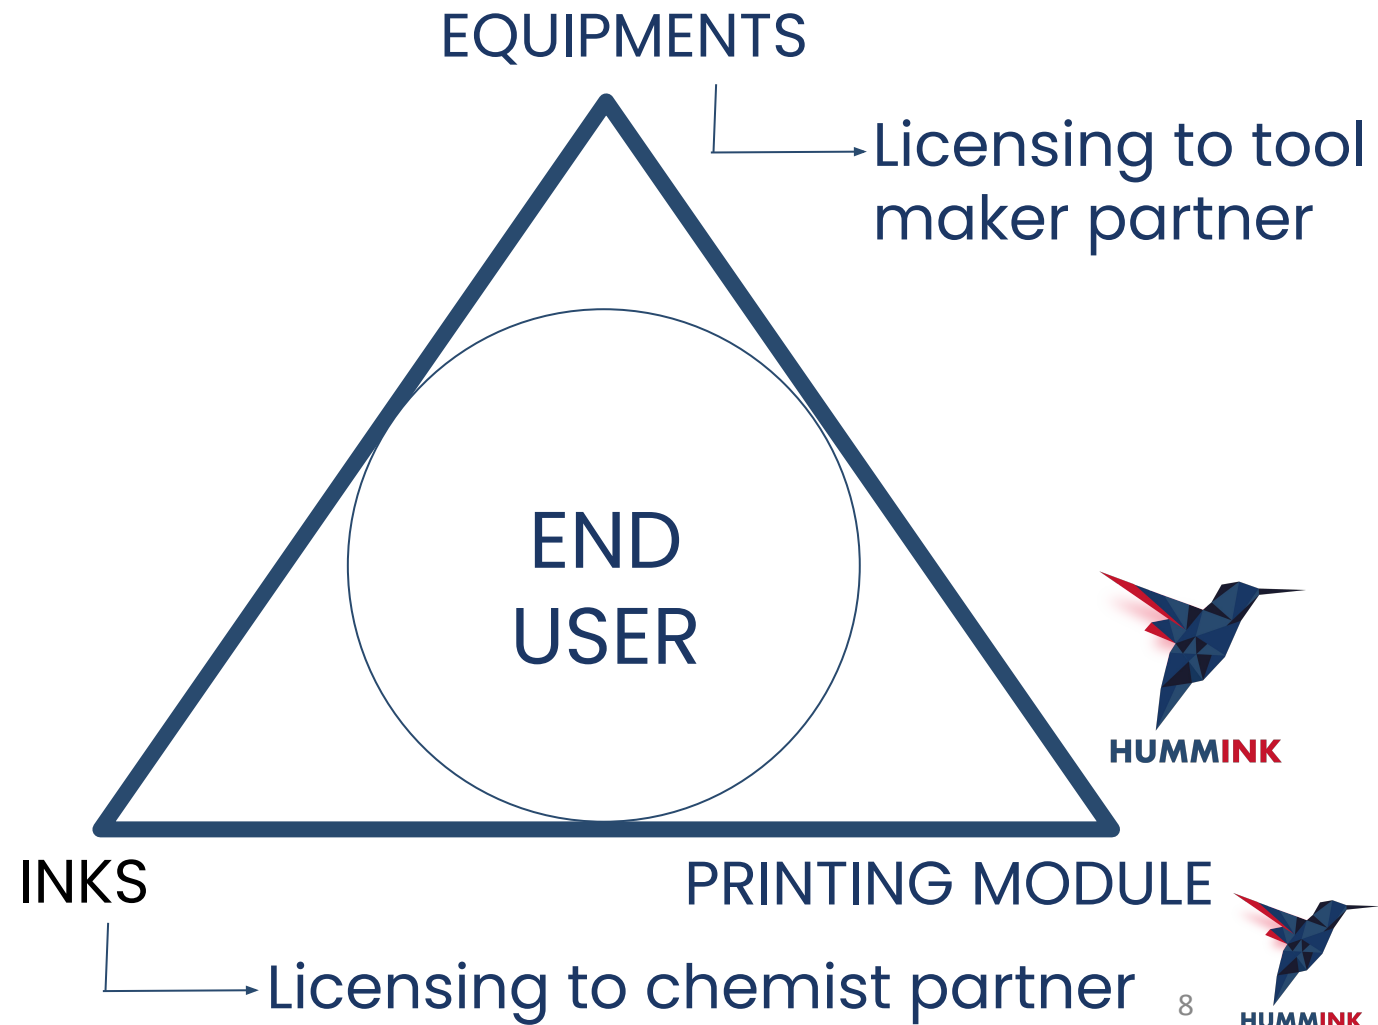 EQUIPMENTS
Licensing to tool
maker partner
END
USER
HUMMINK
INKS
PRINTING MODULE
Licensing to chemist partner
8
HUMMINK